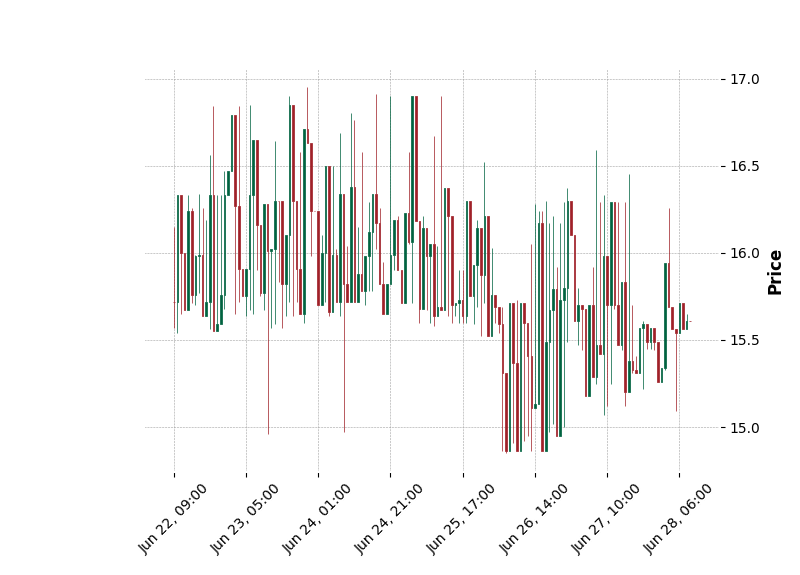 17.0
16.5
16.0
15.5
15.0
Price
Jun 22, 09:00
Jun 23, 05:00
Jun 24, 01:00
Jun 24, 21:00
Jun 25, 17:00
Jun 26, 14:00
Jun 27, 10:00
Jun 28, 06:00